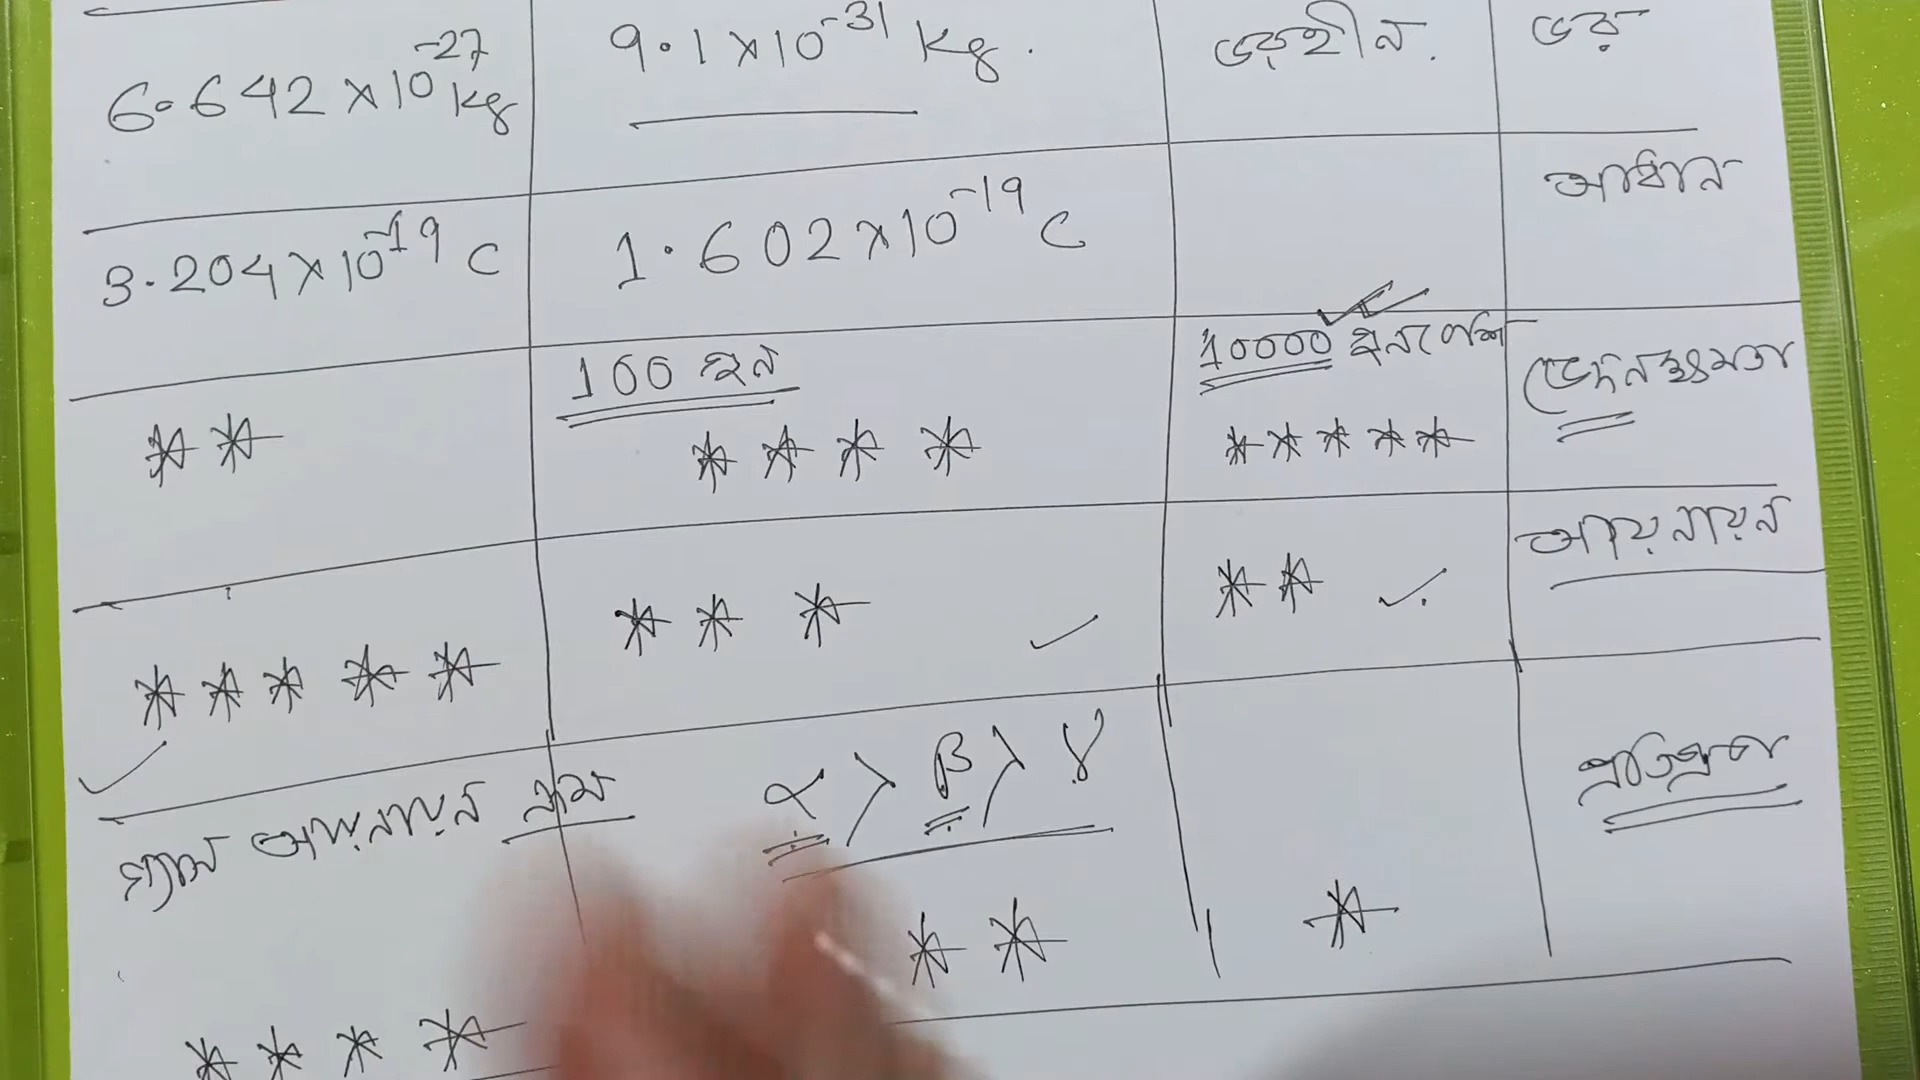 6.642×10⁻²⁷ kg 9.1×10⁻³¹ kg. ভরহীন. ভর
3.204×10⁻¹⁹ C 1.602×10⁻¹⁹ C আধান
100 গুন 10000 গুন বেশি ভেদনক্ষমতা
** **** *****
***** *** ** আয়নায়ন
গ্যাসে আয়নায়ন α > β > γ প্রতিপ্রভা
**** ** *